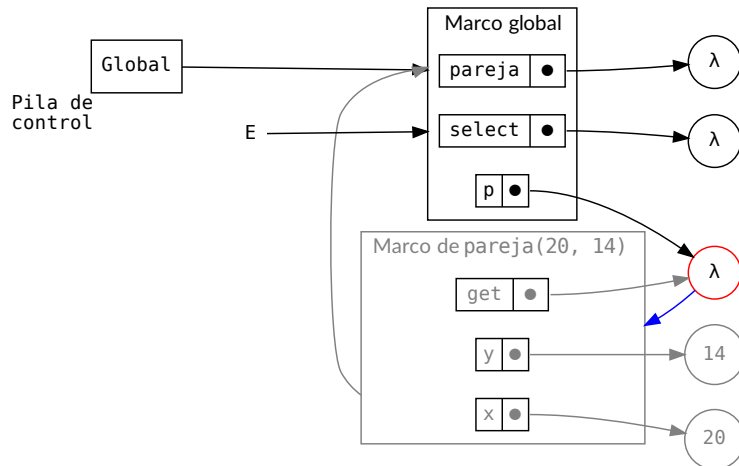 Marco global
Global
pareja
λ
Pila de
control
E
select
λ
p
Marco de pareja(20, 14)
λ
get
y
14
x
20